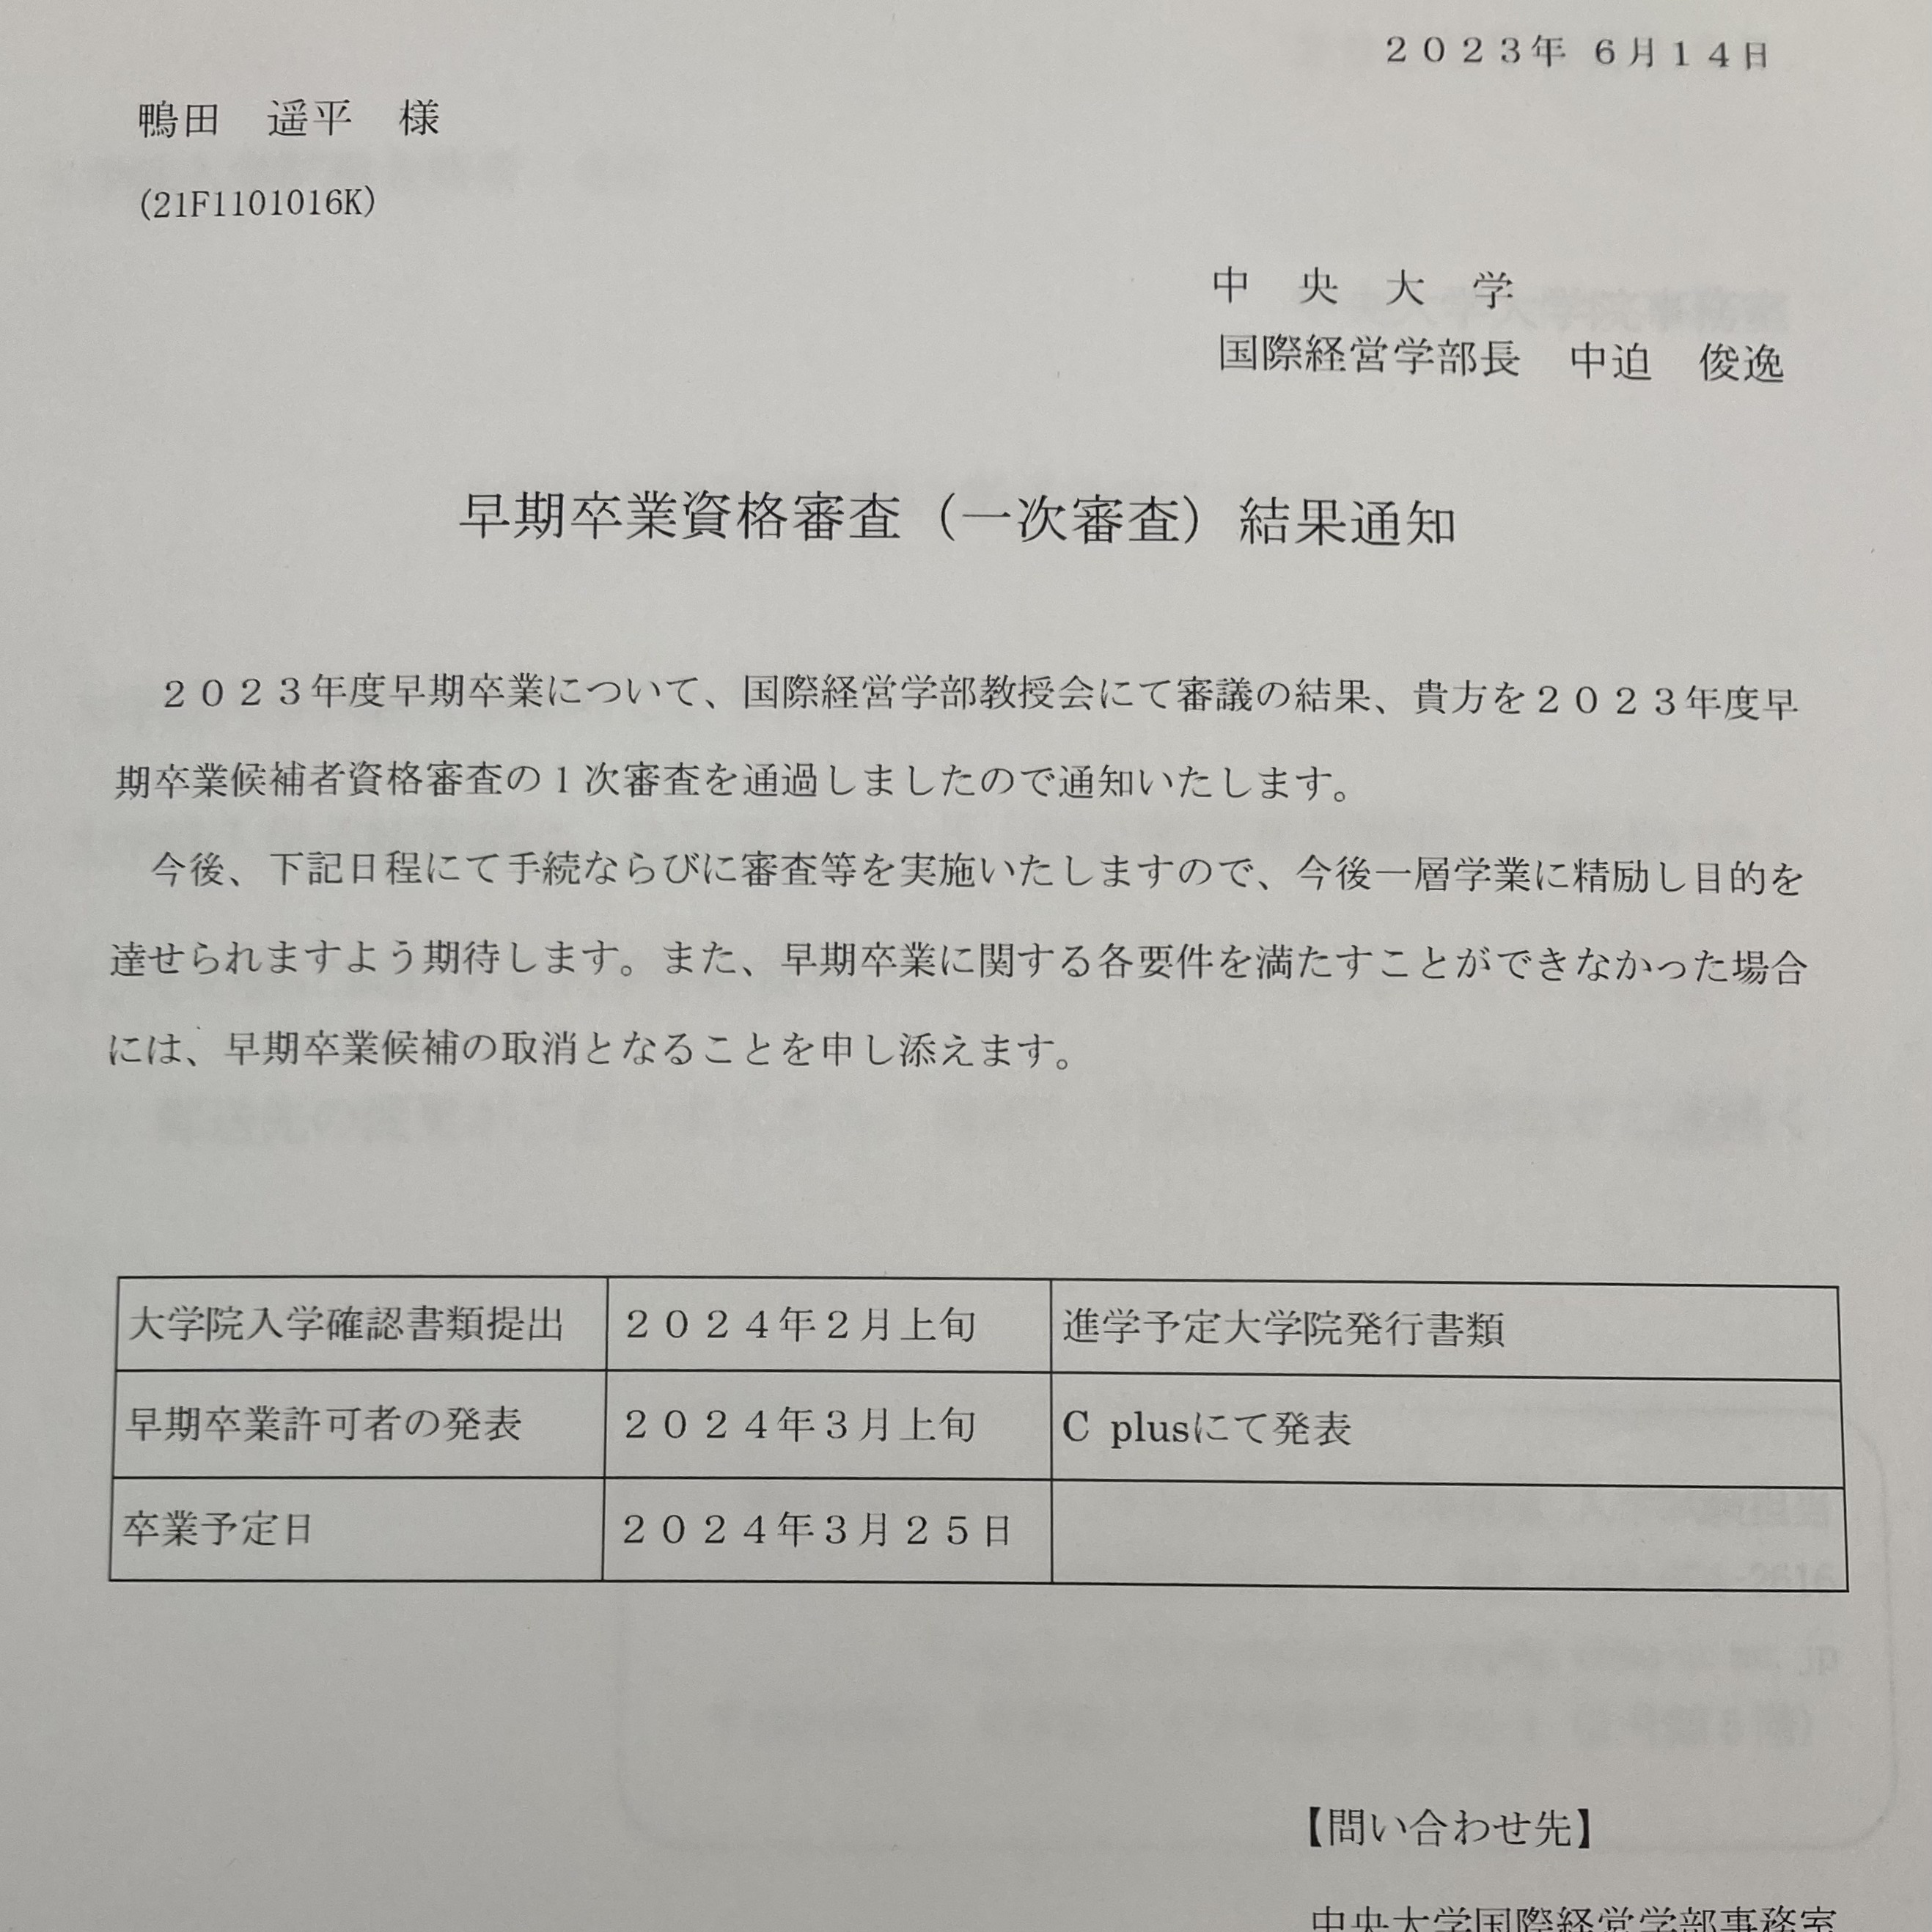 ２０２３年 ６月１４日
鴨田　遥平　様
(21F1101016K)
中　央　大　学
国際経営学部長　中迫　俊逸
早期卒業資格審査（一次審査）結果通知
２０２３年度早期卒業について、国際経営学部教授会にて審議の結果、貴方を２０２３年度早
期卒業候補者資格審査の１次審査を通過しましたので通知いたします。
今後、下記日程にて手続ならびに審査等を実施いたしますので、今後一層学業に精励し目的を
達せられますよう期待します。また、早期卒業に関する各要件を満たすことができなかった場合
には、早期卒業候補の取消となることを申し添えます。
大学院入学確認書類提出　２０２４年２月上旬　進学予定大学院発行書類
早期卒業許可者の発表　２０２４年３月上旬　C plusにて発表
卒業予定日　２０２４年３月２５日
【問い合わせ先】
中央大学国際経営学部事務室